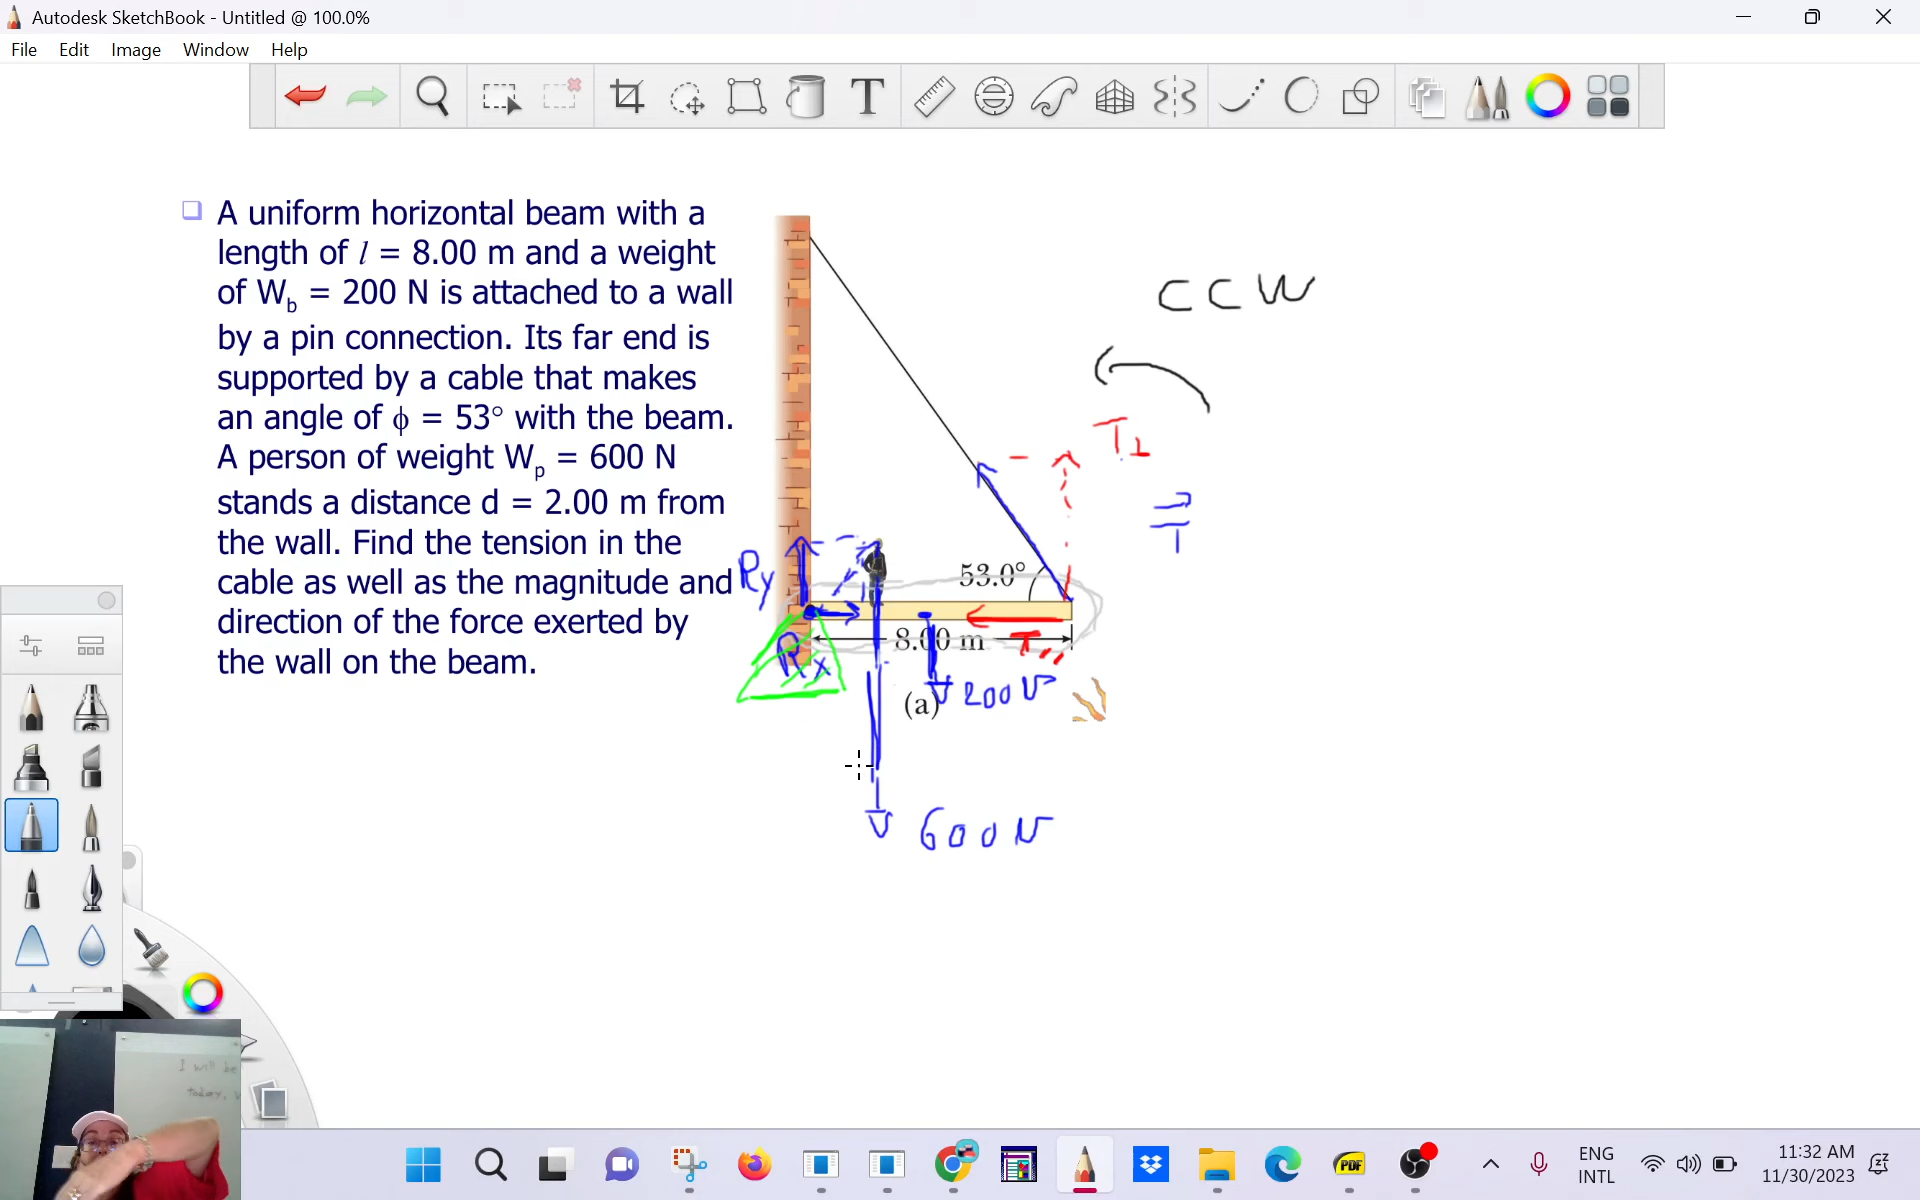 Autodesk SketchBook - Untitled @ 100.0%
File Edit Image Window Help
T
A uniform horizontal beam with a
length of l = 8.00 m and a weight
of Wb = 200 N is attached to a wall
by a pin connection. Its far end is
supported by a cable that makes
an angle of ϕ = 53° with the beam.
A person of weight Wp = 600 N
stands a distance d = 2.00 m from
the wall. Find the tension in the
cable as well as the magnitude and
direction of the force exerted by
the wall on the beam.
CCW
T⊥
T
Ry
53.0°
8.00 m
T//
Rx
(a)
200 N
600 N
I will be
today,
PDF
ENG
INTL
11:32 AM
11/30/2023